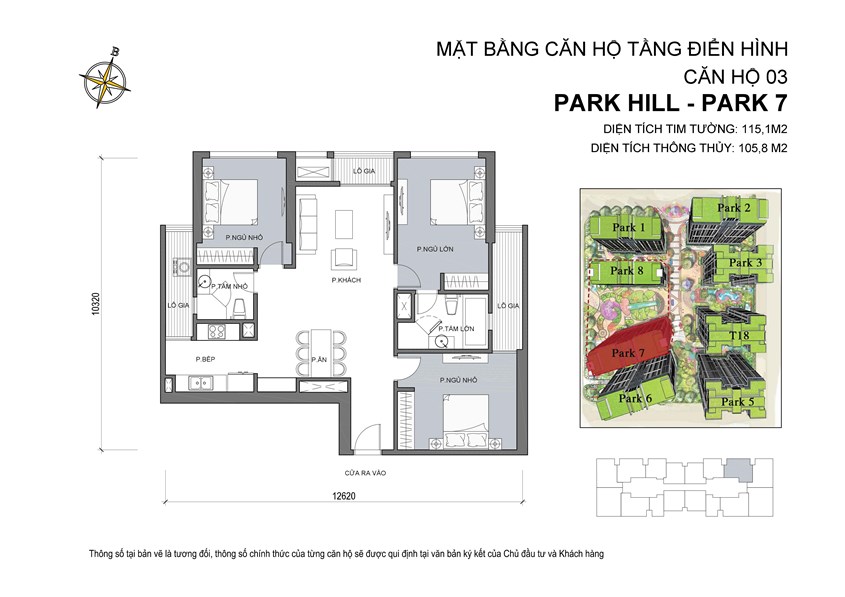 MẶT BẰNG CĂN HỘ TẦNG ĐIỂN HÌNH
CĂN HỘ 03
PARK HILL - PARK 7
DIỆN TÍCH TIM TƯỜNG: 115,1M2
DIỆN TÍCH THÔNG THỦY: 105,8 M2
B
LÔ GIA
P.NGỦ NHỎ
P.NGỦ LỚN
P.KHÁCH
P.TẮM NHỎ
LÔ GIA
LÔ GIA
P.TẮM LỚN
P.BẾP
P.ĂN
P.NGỦ NHỎ
CỬA RA VÀO
10320
12620
Park 2
Park 1
Park 3
Park 8
T18
Park 7
Park 6
Park 5
Thông số tại bản vẽ là tương đối, thông số chính thức của từng căn hộ sẽ được qui định tại văn bản ký kết của Chủ đầu tư và Khách hàng